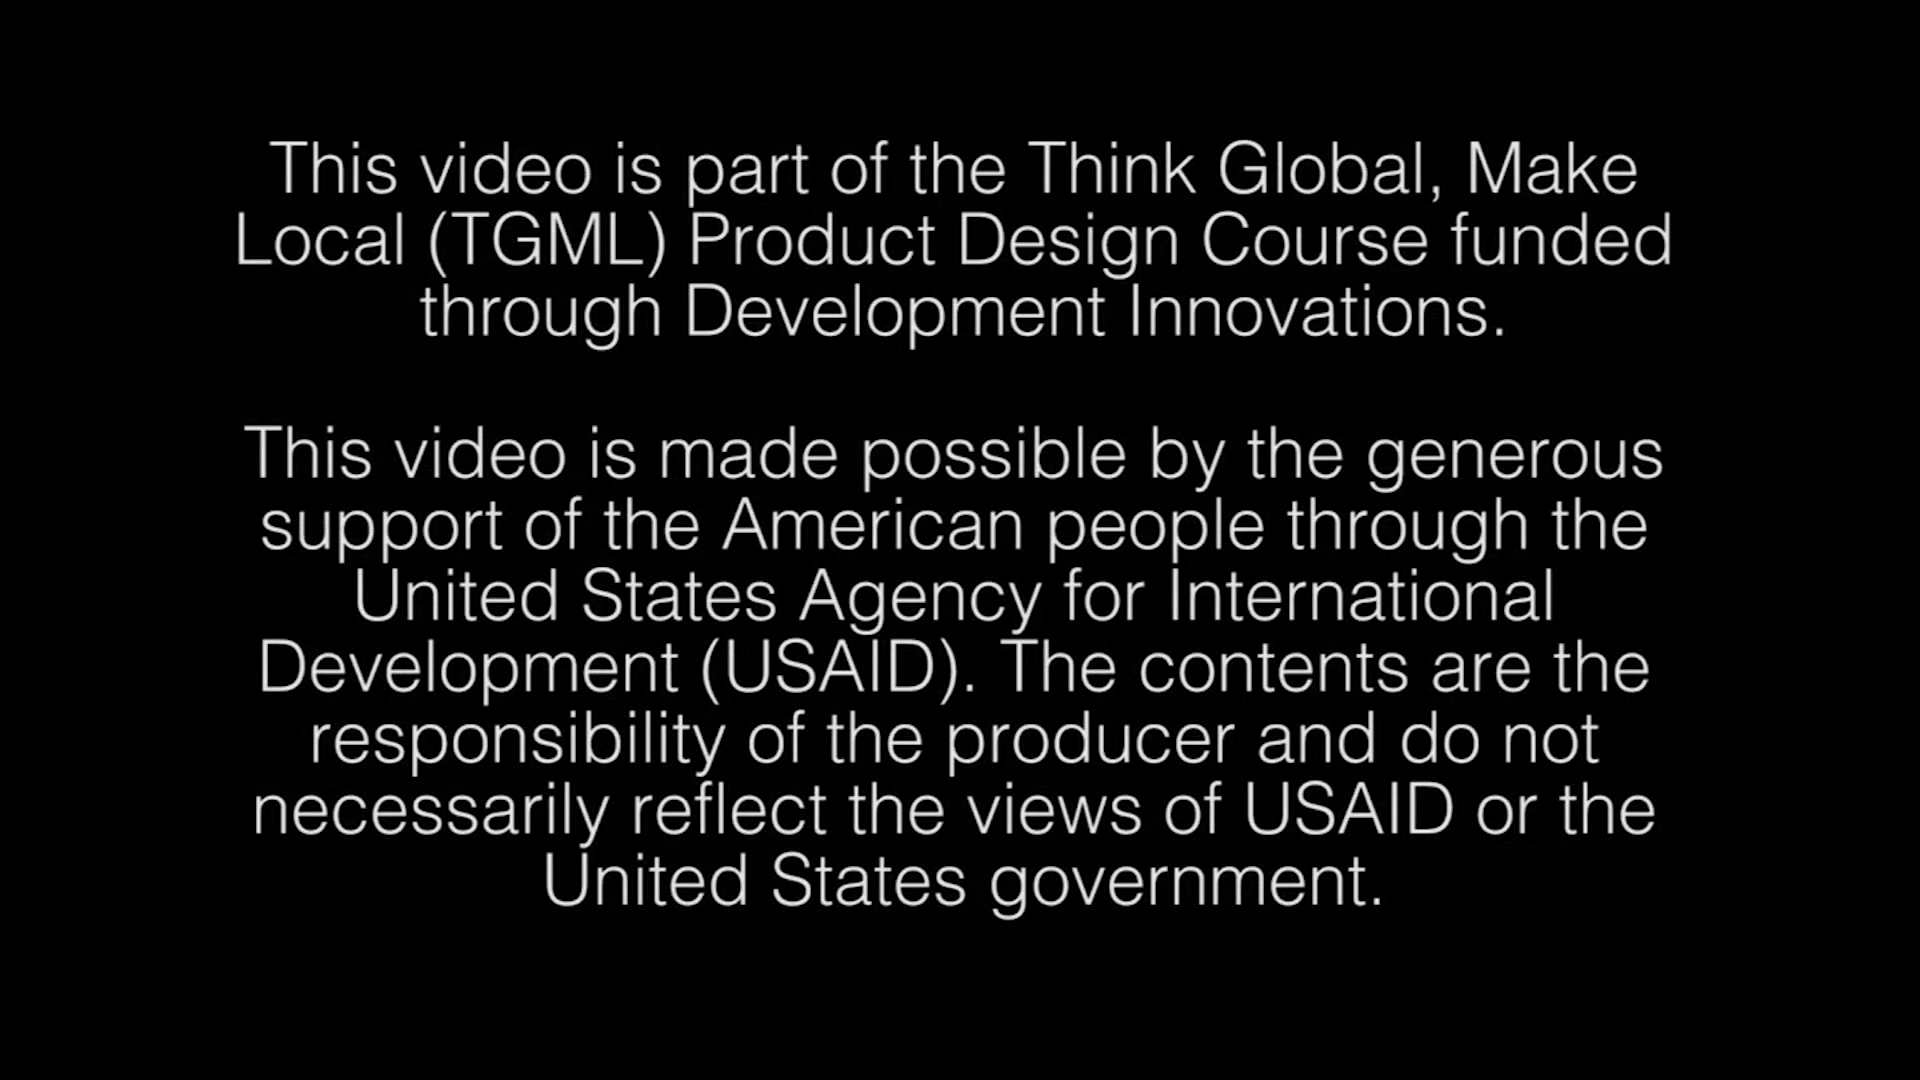 This video is part of the Think Global, Make
Local (TGML) Product Design Course funded
through Development Innovations.
This video is made possible by the generous
support of the American people through the
United States Agency for International
Development (USAID). The contents are the
responsibility of the producer and do not
necessarily reflect the views of USAID or the
United States government.